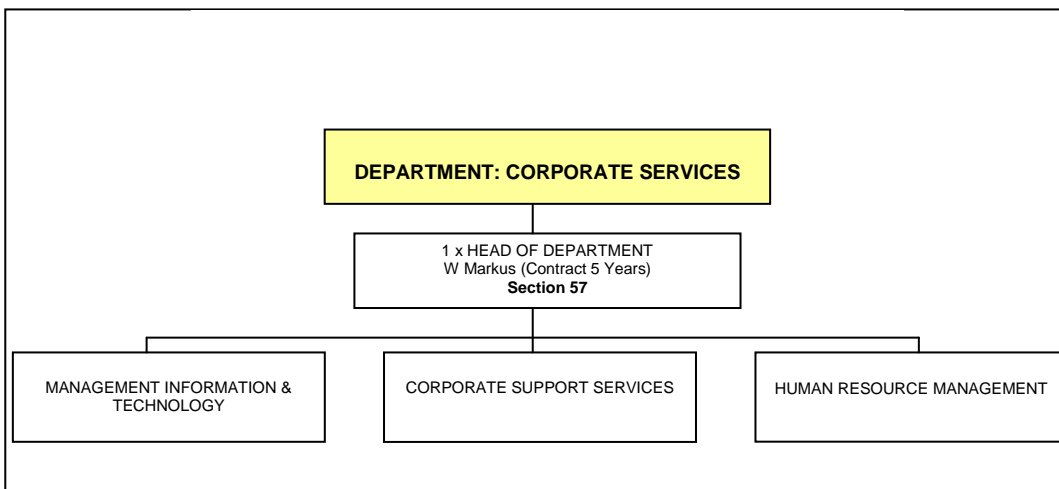 DEPARTMENT: CORPORATE SERVICES
1 x HEAD OF DEPARTMENT
W Markus (Contract 5 Years)
Section 57
MANAGEMENT INFORMATION &
TECHNOLOGY
CORPORATE SUPPORT SERVICES
HUMAN RESOURCE MANAGEMENT